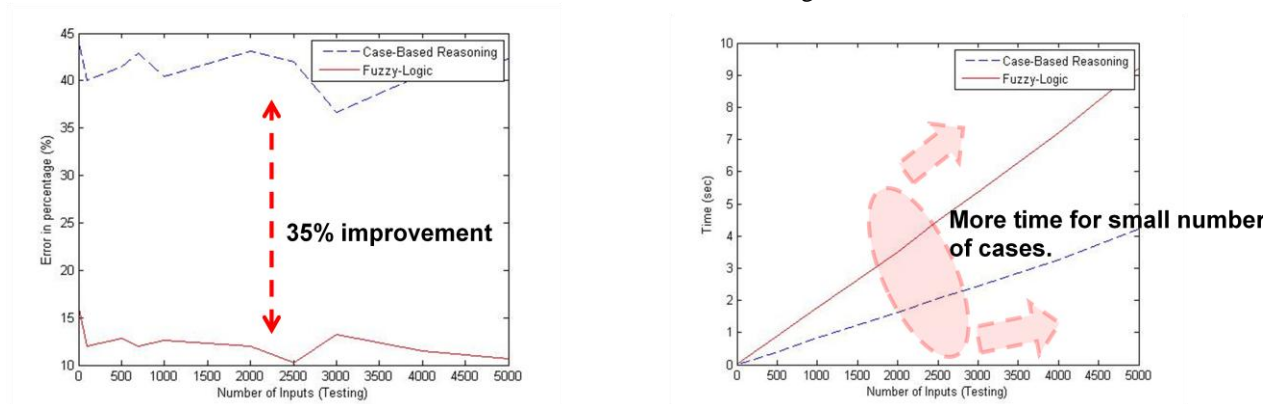 45
40
35
30
25
20
15
10
Error in percentage (%)
Case-Based Reasoning
Fuzzy-Logic
35% improvement
0 500 1000 1500 2000 2500 3000 3500 4000 4500 5000
Number of Inputs (Testing)
10
9
8
7
6
5
4
3
2
1
0
Time (sec)
Case-Based Reasoning
Fuzzy-Logic
More time for small number
of cases.
0 500 1000 1500 2000 2500 3000 3500 4000 4500 5000
Number of Inputs (Testing)